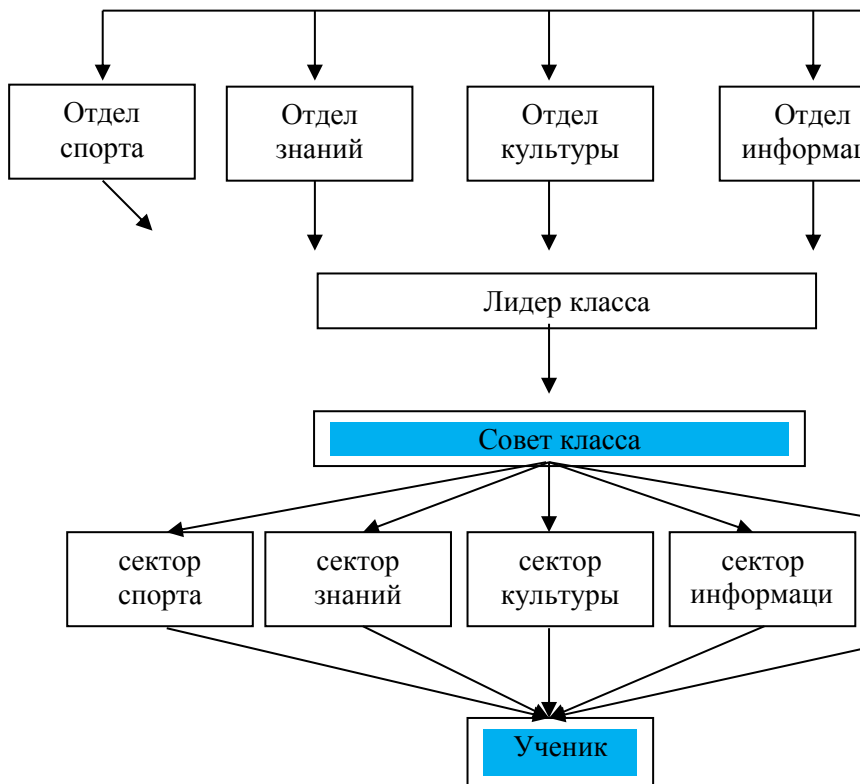 Отдел
спорта
Отдел
знаний
Отдел
культуры
Отдел
информац
Лидер класса
Совет класса
сектор
спорта
сектор
знаний
сектор
культуры
сектор
информаци
Ученик